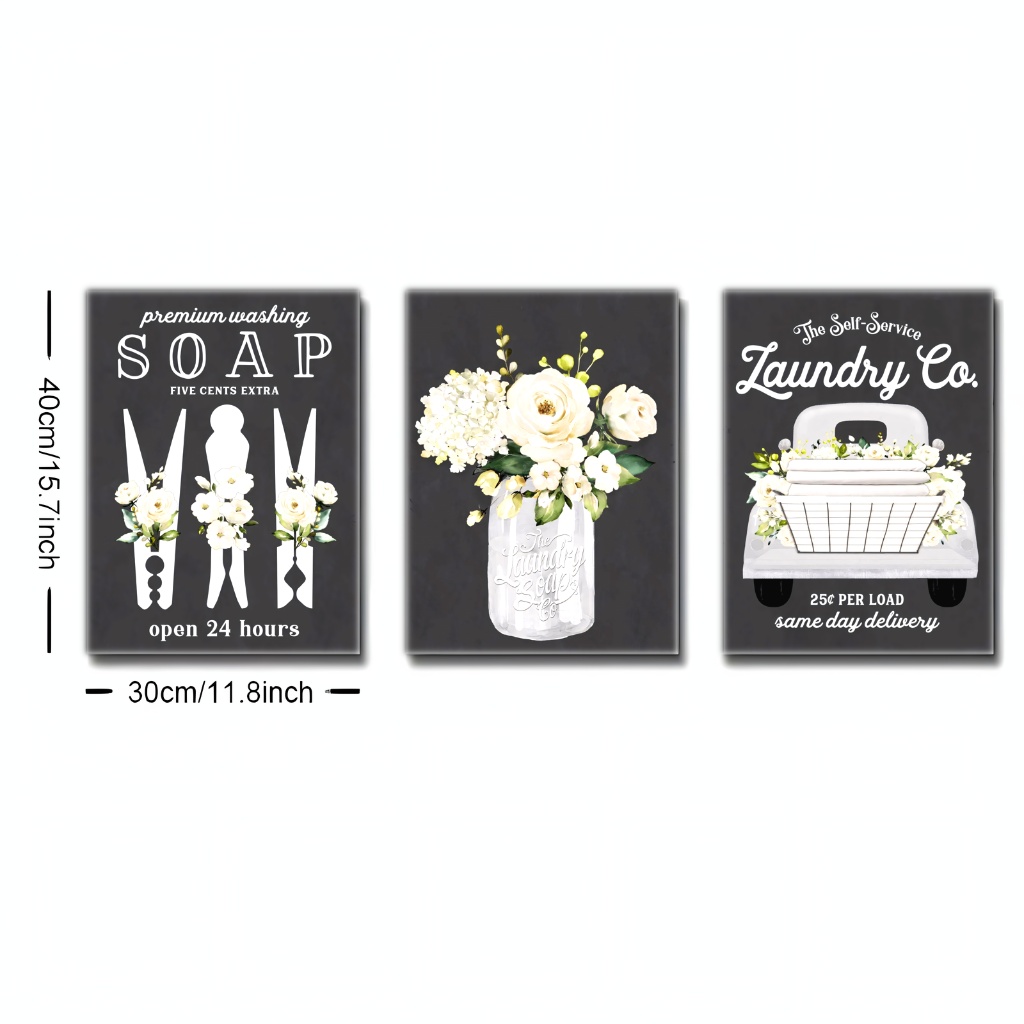 40cm/15.7inch
premium washing
SOAP
FIVE CENTS EXTRA
open 24 hours
30cm/11.8inch
The
Laundry
Soap
The Self-Service
Laundry Co.
25¢ PER LOAD
same day delivery